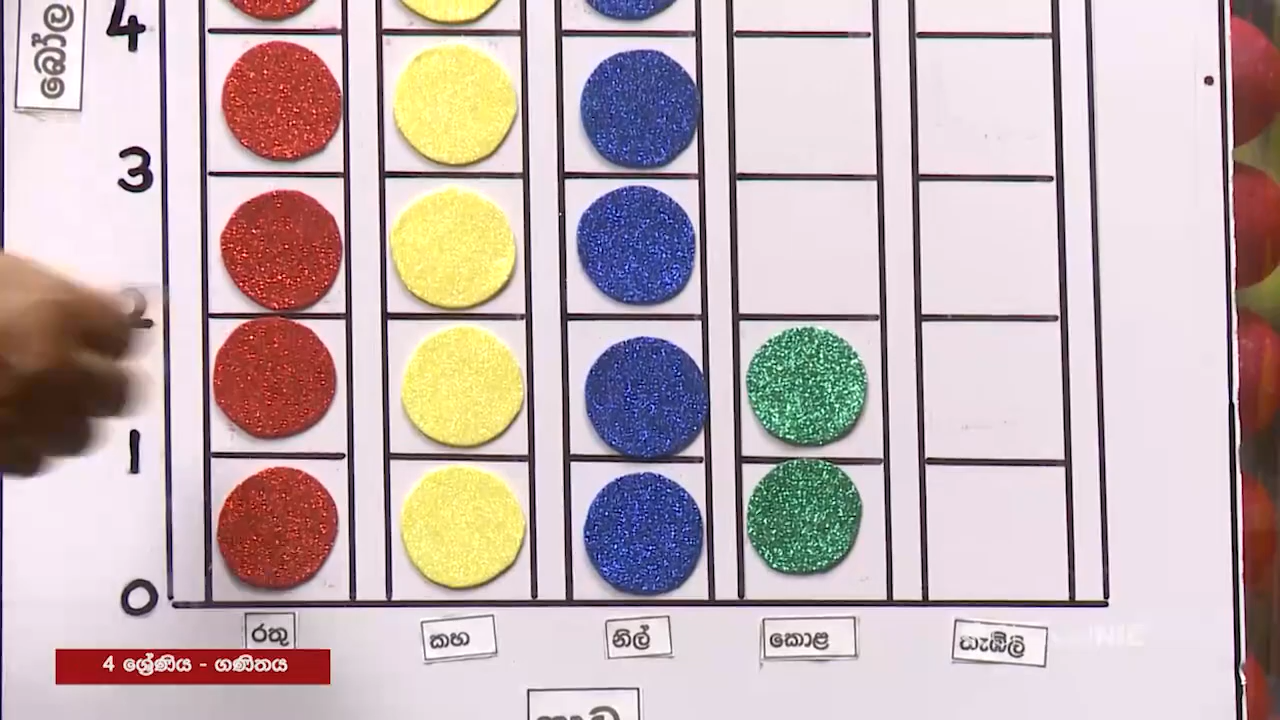 4
බෝල
3
2
1
0
රතු
කහ
නිල්
කොළ
තැඹිලි
4 ශ්‍රේණිය - ගණිතය